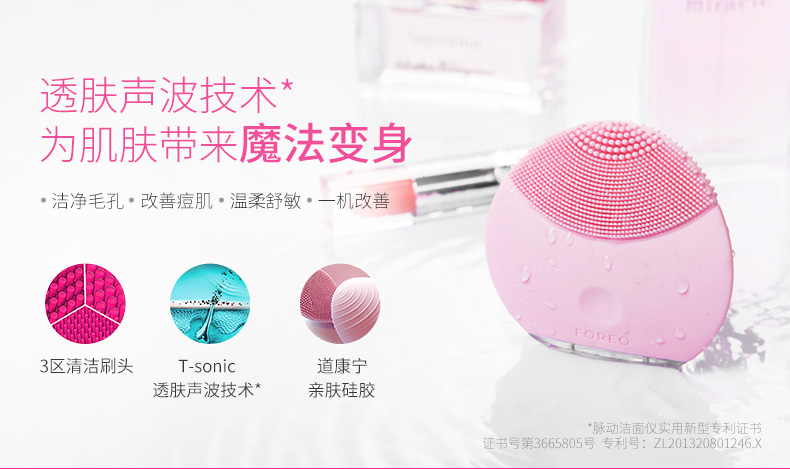 透肤声波技术*
为肌肤带来魔法变身
• 洁净毛孔 • 改善痘肌 • 温柔舒敏 • 一机改善
3区清洁刷头
T-sonic
透肤声波技术*
道康宁
亲肤硅胶
FOREO
Miracle
*脉动洁面仪实用新型专利证书
证书号第3665805号 专利号：ZL201320801246.X